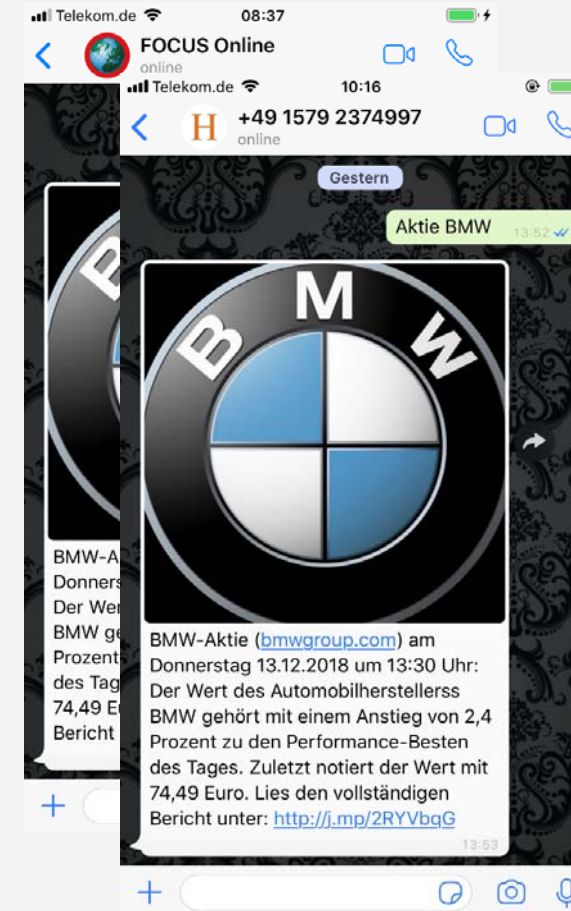 Telekom.de 08:37
FOCUS Online
online
Telekom.de 10:16
+49 1579 2374997
online
H
Gestern
Aktie BMW 13:52
BMW
BMW-Aktie (bmwgroup.com) am
Donnerstag 13.12.2018 um 13:30 Uhr:
Der Wert des Automobilherstellerss
BMW gehört mit einem Anstieg von 2,4
Prozent zu den Performance-Besten
des Tages. Zuletzt notiert der Wert mit
74,49 Euro. Lies den vollständigen
Bericht unter: http://j.mp/2RYVbqG
13:53
BMW-A
Donners
Der Wer
BMW ge
Prozent
des Tag
74,49 E
Bericht